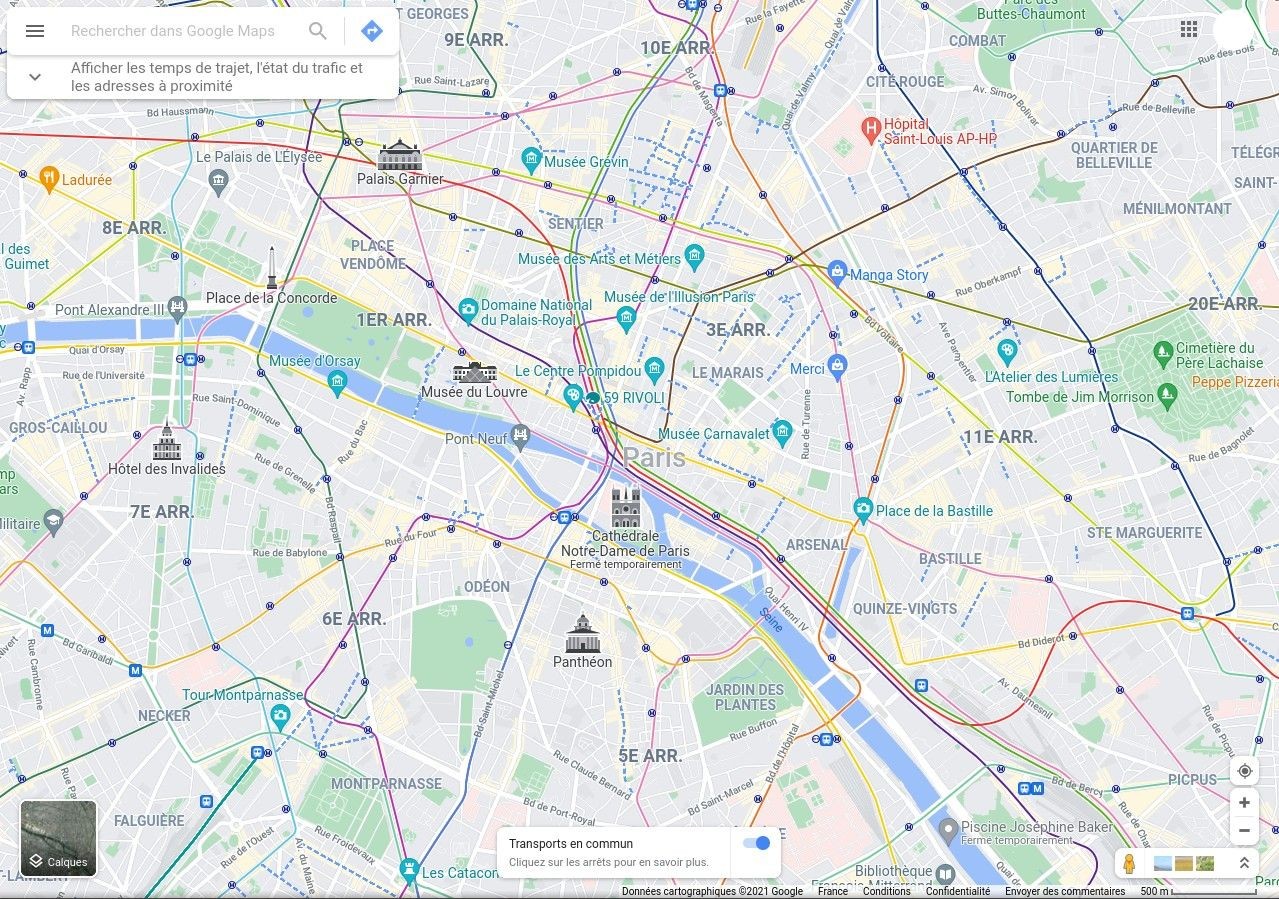 T GEORGES
Parc des
Buttes-Chaumont
Rechercher dans Google Maps
9E ARR.
10E ARR.
Rue la Fayette
Quai de Valmy
COMBAT
Rue des Bois
Afficher les temps de trajet, l'état du trafic et
les adresses à proximité
Rue Saint-Lazare
Bd de Magenta
Quai de Valmy
CITÉ ROUGE
Av. Simon Bolivar
Rue de Belleville
Bd Haussmann
Hôpital
Saint-Louis AP-HP
QUARTIER DE
BELLEVILLE
TÉLÉGR
Le Palais de L'Élysée
Palais Garnier
Musée Grévin
Ladurée
SAINT-
8E ARR.
SENTIER
MÉNILMONTANT
PLACE
VENDÔME
l des
Guimet
Musée des Arts et Métiers
Manga Story
Rue Oberkampf
Place de la Concorde
Pont Alexandre III
Domaine National
du Palais-Royal
Musée de l'Illusion Paris
20E ARR.
1ER ARR.
3E ARR.
Bd Voltaire
Av. Parmentier
Quai d'Orsay
Musée d'Orsay
Cimetière du
Père Lachaise
Rue de l'Université
Av. Rapp
Le Centre Pompidou
LE MARAIS
Merci
L'Atelier des Lumières
Peppe Pizzeria
Musée du Louvre
59 RIVOLI
Tombe de Jim Morrison
Rue Saint-Dominique
GROS-CAILLOU
Rue du Bac
Pont Neuf
Musée Carnavalet
Rue de Turenne
11E ARR.
Rue de Bagnolet
Hôtel des Invalides
Rue de Grenelle
Paris
mp
ars
7E ARR.
Bd Raspail
Militaire
Place de la Bastille
Cathédrale
Notre-Dame de Paris
Fermé temporairement
Rue du Four
Rue de Babylone
ARSENAL
STE MARGUERITE
BASTILLE
ODÉON
Quai Henri IV
Seine
QUINZE-VINGTS
6E ARR.
Bd Diderot
Bd Garibaldi
Rue Cambronne
Panthéon
Tour Montparnasse
Bd Saint-Michel
JARDIN DES
PLANTES
Av. Daumesnil
NECKER
Rue Buffon
Bd de l'Hôpital
Rue de Picpus
5E ARR.
Rue Claude Bernard
MONTPARNASSE
Bd de Bercy
PICPUS
Bd Saint-Marcel
Bd de Port-Royal
FALGUIÈRE
Rue de l'Ouest
Av. du Maine
Rue Froidevaux
Rue de Cha
Piscine Joséphine Baker
Fermé temporairement
Transports en commun
Cliquez sur les arrêts pour en savoir plus.
Calques
Les Catacom
Bibliothèque
François-Mitterrand
Données cartographiques ©2021 Google
France
Conditions
Confidentialité
Envoyer des commentaires
500 m